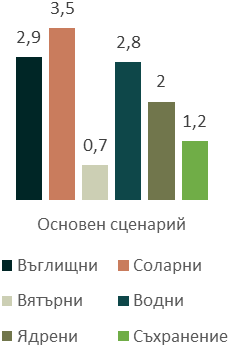 2,9
3,5
0,7
2,8
2
1,2
Основен сценарий
Въглищни
Соларни
Вятърни
Водни
Ядрени
Съхранение